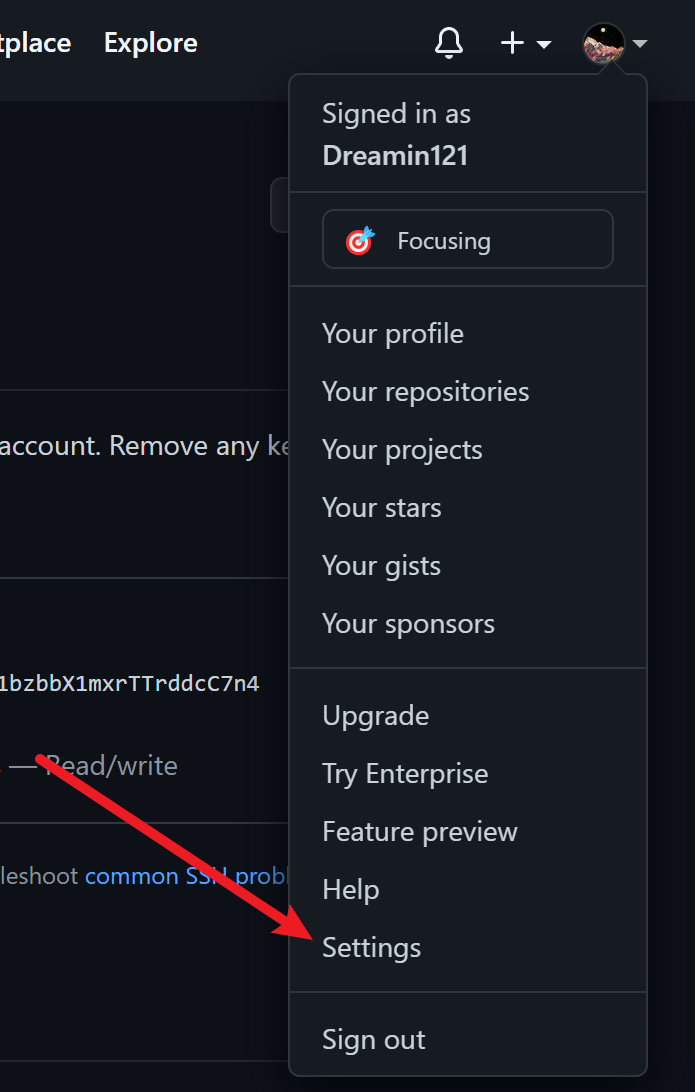 tplace Explore
Signed in as
Dreamin121
Focusing
Your profile
Your repositories
account. Remove any ke
Your projects
Your stars
Your gists
Your sponsors
1bzbbX1mxrTTrddcC7n4
Upgrade
— Read/write
Try Enterprise
Feature preview
leshoot common SSH probl
Help
Settings
Sign out